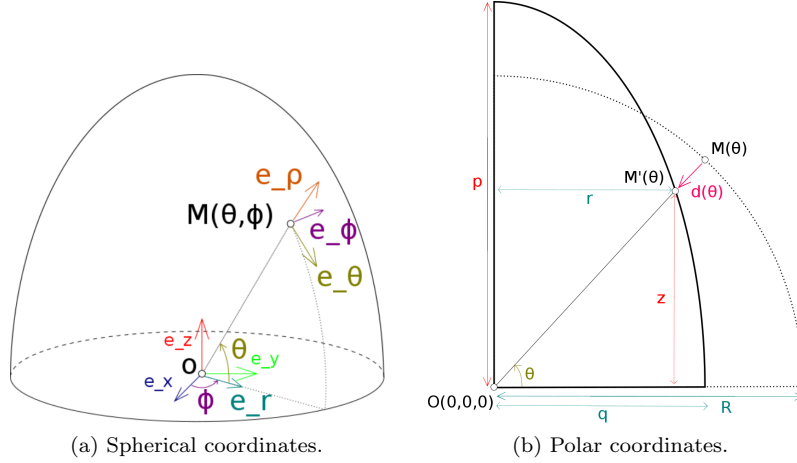 e_ρ
M(θ,ϕ)
e_ϕ
e_θ
e_z
θ
o
e_y
e_x
ϕ
e_r
(a) Spherical coordinates.
M(θ)
M'(θ)
d(θ)
p
r
z
θ
O(0,0,0)
q
R
(b) Polar coordinates.